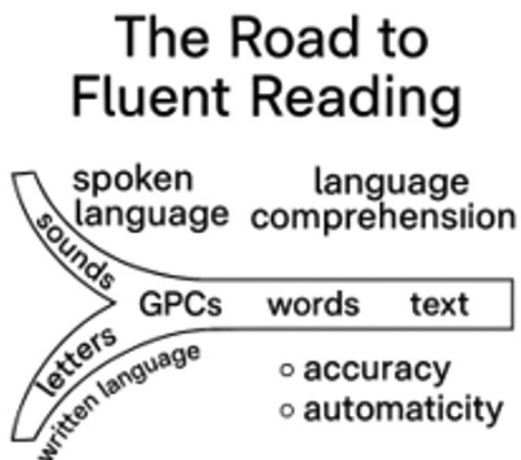 The Road to
Fluent Reading
spoken
language
language
comprehensiion
sounds
GPCs words text
letters
written language
○ accuracy
○ automaticity